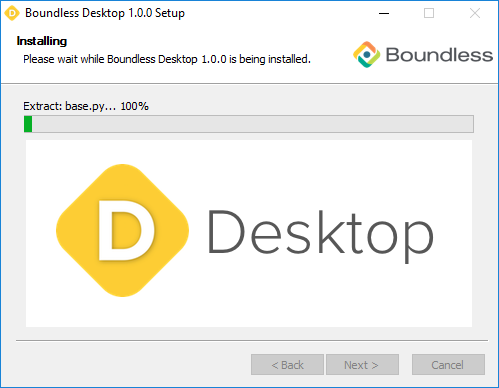 D Boundless Desktop 1.0.0 Setup
Installing
Please wait while Boundless Desktop 1.0.0 is being installed.
Boundless
Extract: base.py... 100%
D Desktop
< Back Next > Cancel